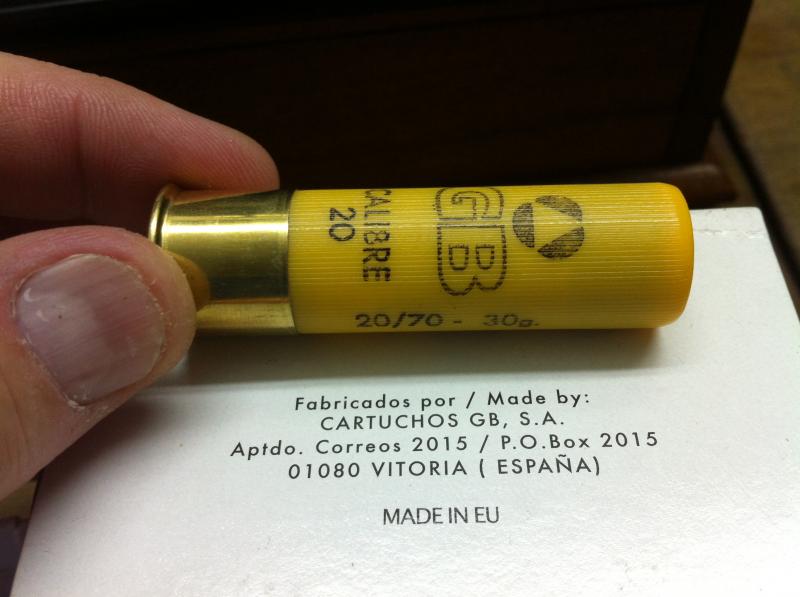 CALIBRE
20
GB
20/70 - 30g.
Fabricados por / Made by:
CARTUCHOS GB, S.A.
Aptdo. Correos 2015 / P.O.Box 2015
01080 VITORIA ( ESPAÑA)
MADE IN EU